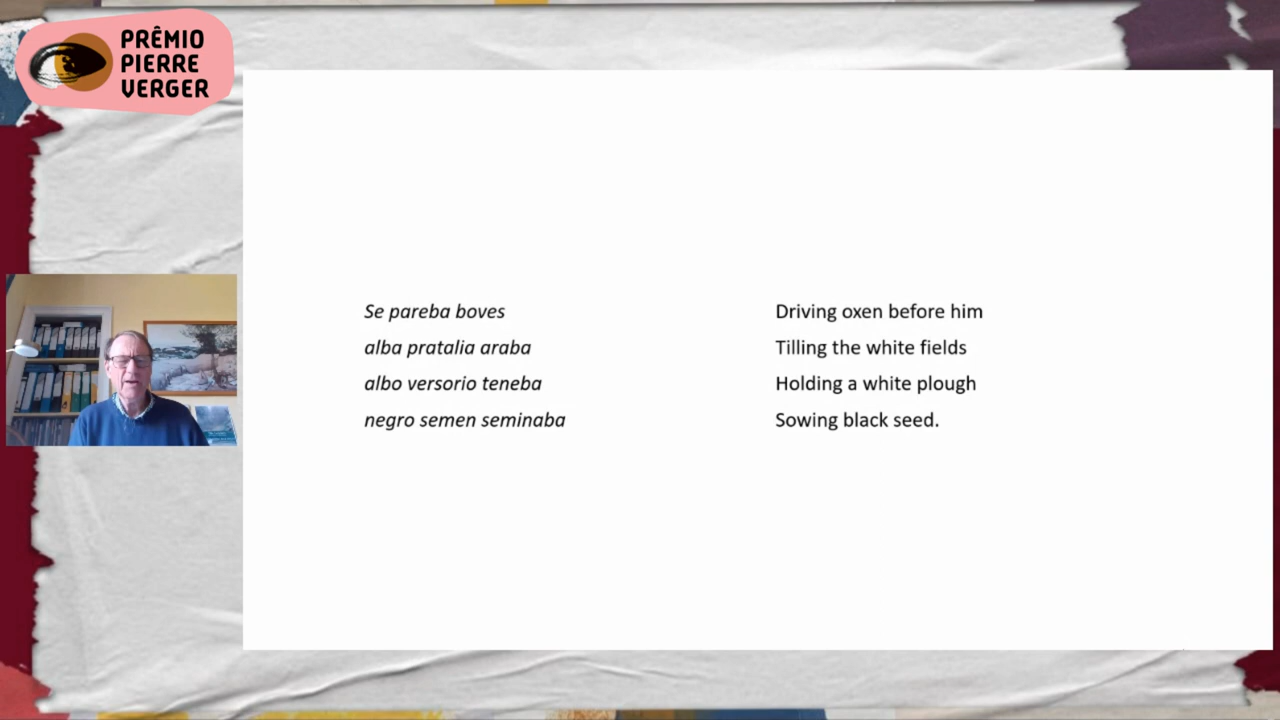 PRÊMIO
PIERRE
VERGER
Se pareba boves
alba pratalia araba
albo versorio teneba
negro semen seminaba
Driving oxen before him
Tilling the white fields
Holding a white plough
Sowing black seed.